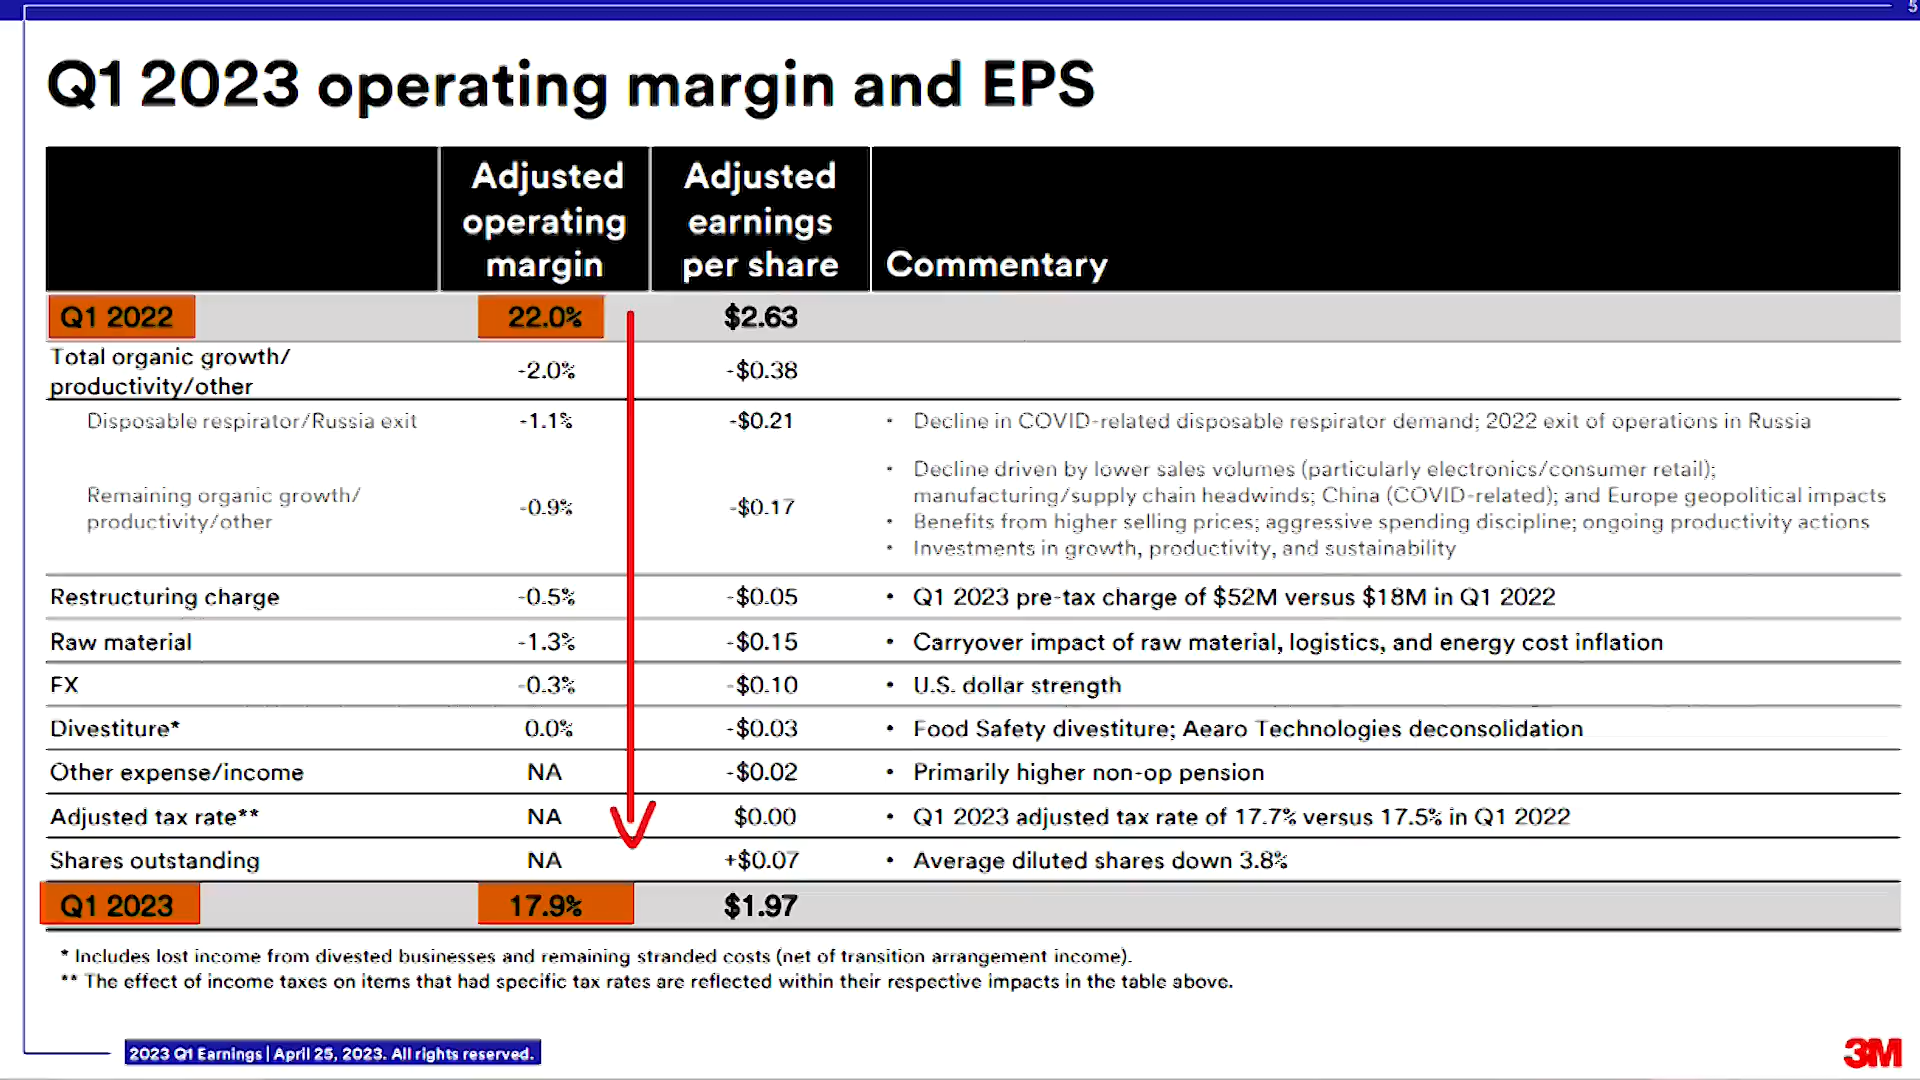 5
Q1 2023 operating margin and EPS
Adjusted operating margin
Adjusted earnings per share
Commentary
Q1 2022 22.0% $2.63
Total organic growth/
productivity/other -2.0% -$0.38
Disposable respirator/Russia exit -1.1% -$0.21 • Decline in COVID-related disposable respirator demand; 2022 exit of operations in Russia
Remaining organic growth/
productivity/other -0.9% -$0.17
• Decline driven by lower sales volumes (particularly electronics/consumer retail);
manufacturing/supply chain headwinds; China (COVID-related); and Europe geopolitical impacts
• Benefits from higher selling prices; aggressive spending discipline; ongoing productivity actions
• Investments in growth, productivity, and sustainability
Restructuring charge -0.5% -$0.05 • Q1 2023 pre-tax charge of $52M versus $18M in Q1 2022
Raw material -1.3% -$0.15 • Carryover impact of raw material, logistics, and energy cost inflation
FX -0.3% -$0.10 • U.S. dollar strength
Divestiture* 0.0% -$0.03 • Food Safety divestiture; Aearo Technologies deconsolidation
Other expense/income NA -$0.02 • Primarily higher non-op pension
Adjusted tax rate** NA $0.00 • Q1 2023 adjusted tax rate of 17.7% versus 17.5% in Q1 2022
Shares outstanding NA +$0.07 • Average diluted shares down 3.8%
Q1 2023 17.9% $1.97
* Includes lost income from divested businesses and remaining stranded costs (net of transition arrangement income).
** The effect of income taxes on items that had specific tax rates are reflected within their respective impacts in the table above.
2023 Q1 Earnings | April 25, 2023. All rights reserved.
3M